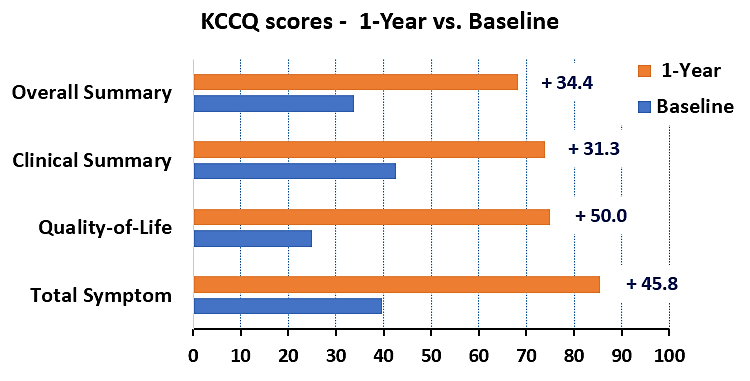 KCCQ scores -  1-Year vs. Baseline
1-Year
Baseline
Overall Summary
+ 34.4
Clinical Summary
+ 31.3
Quality-of-Life
+ 50.0
Total Symptom
+ 45.8
0 10 20 30 40 50 60 70 80 90 100